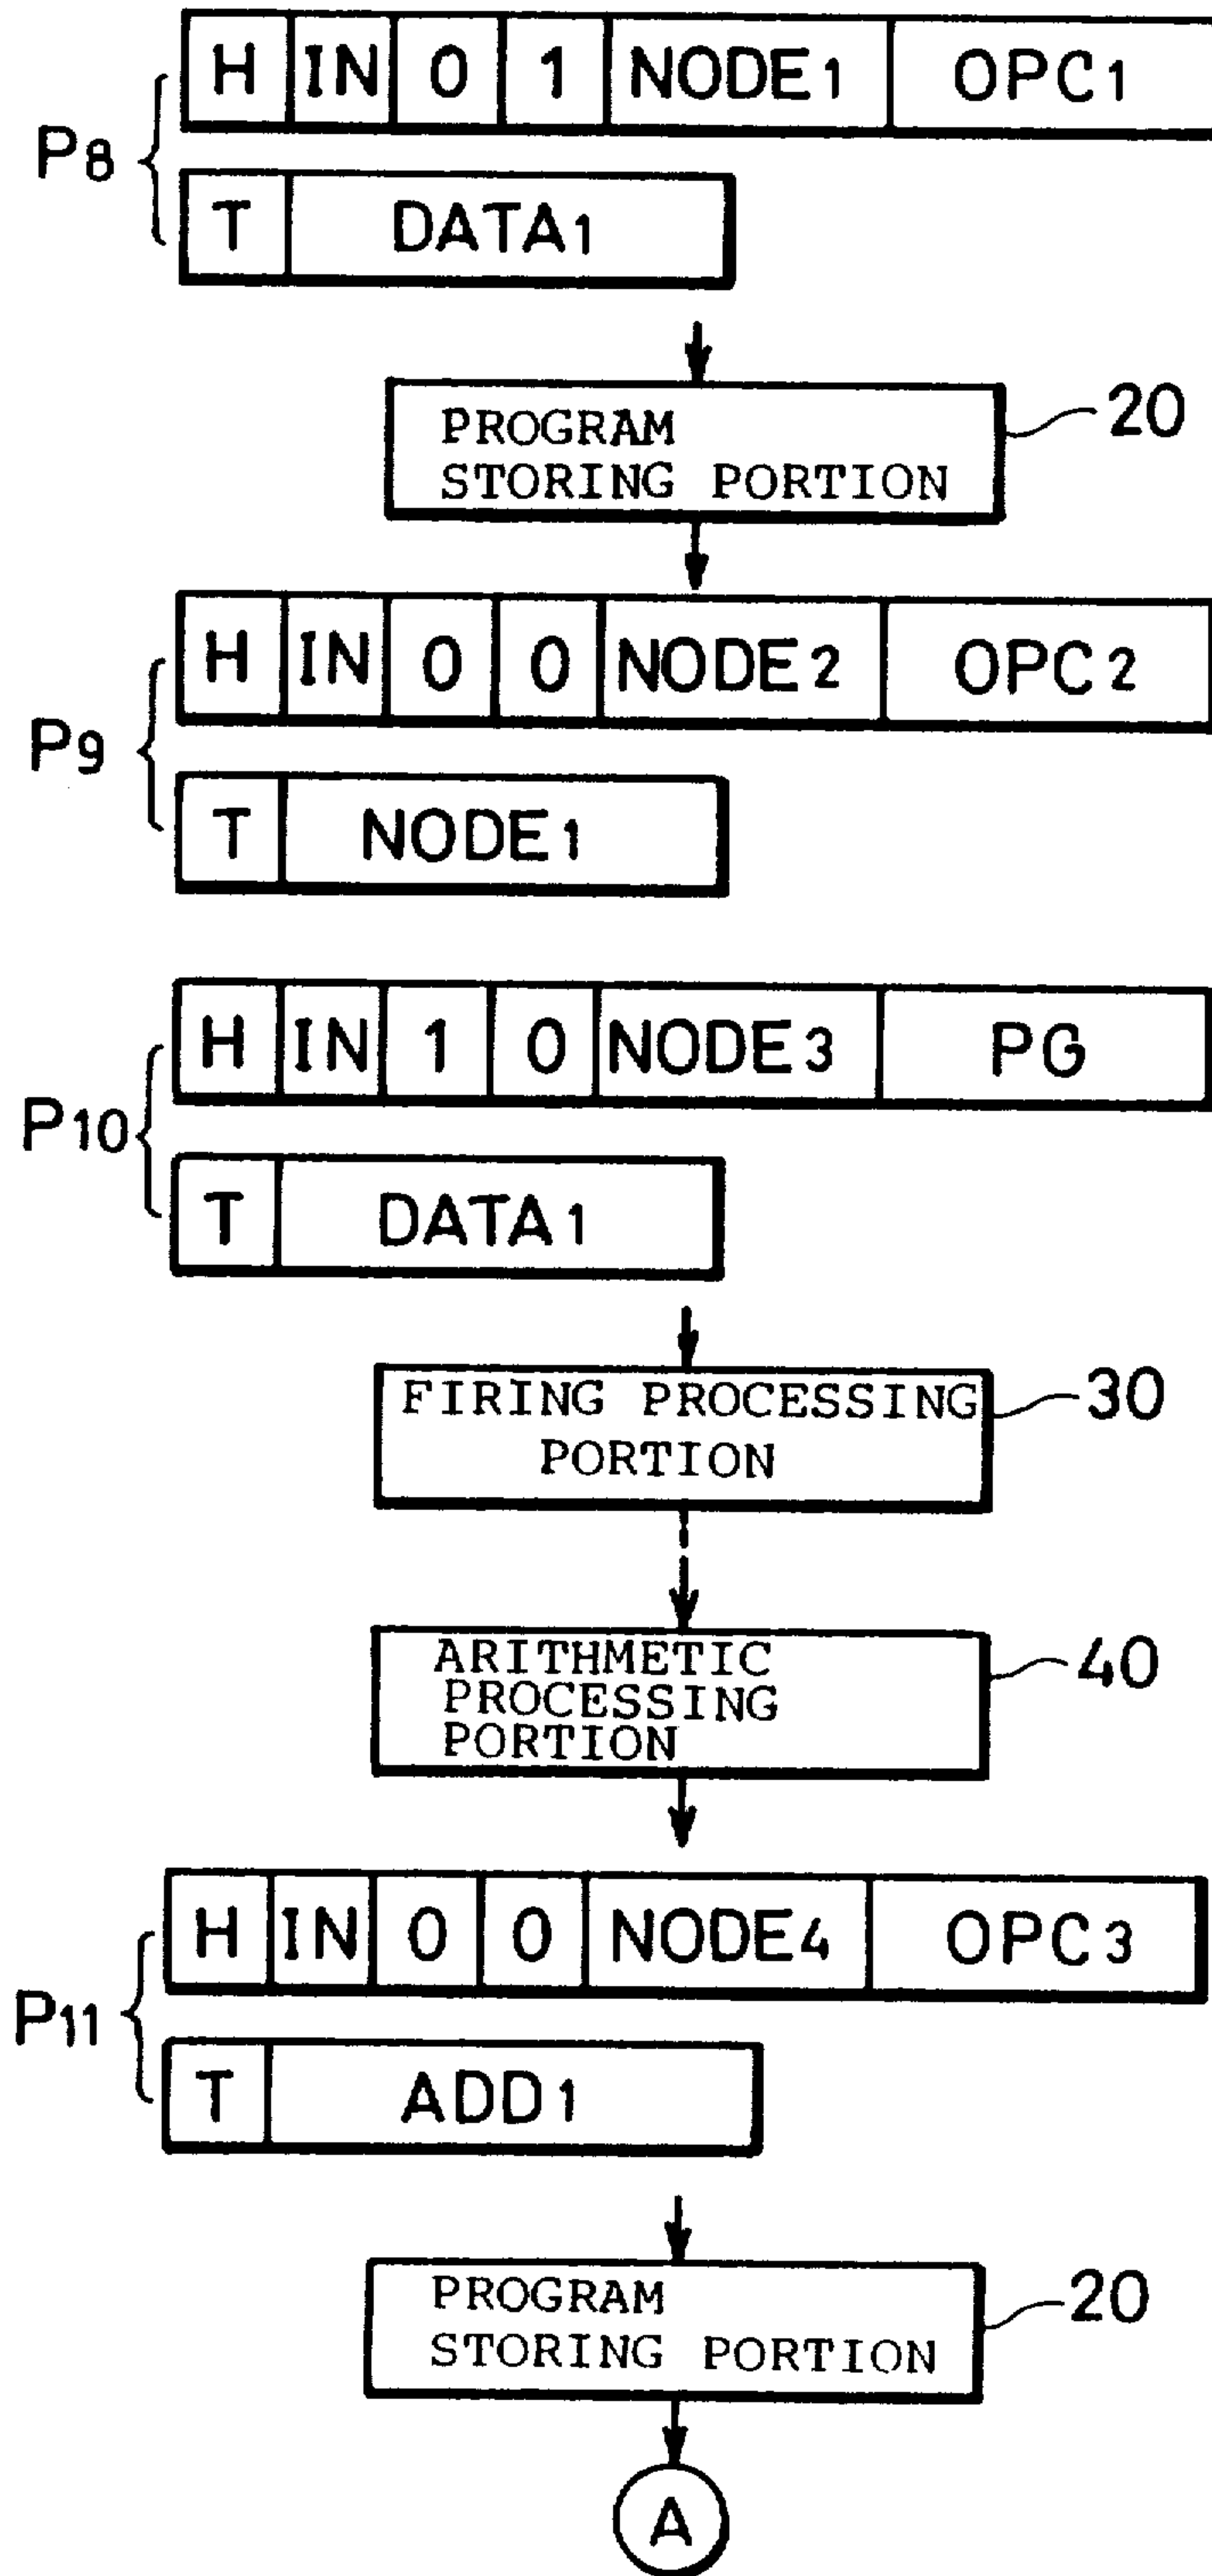 H IN 0 1 NODE1 OPC1
P8
T DATA1
PROGRAM
STORING PORTION
20
H IN 0 0 NODE2 OPC2
P9
T NODE1
H IN 1 0 NODE3 PG
P10
T DATA1
FIRING PROCESSING
PORTION
30
ARITHMETIC
PROCESSING
PORTION
40
H IN 0 0 NODE4 OPC3
P11
T ADD1
PROGRAM
STORING PORTION
20
A